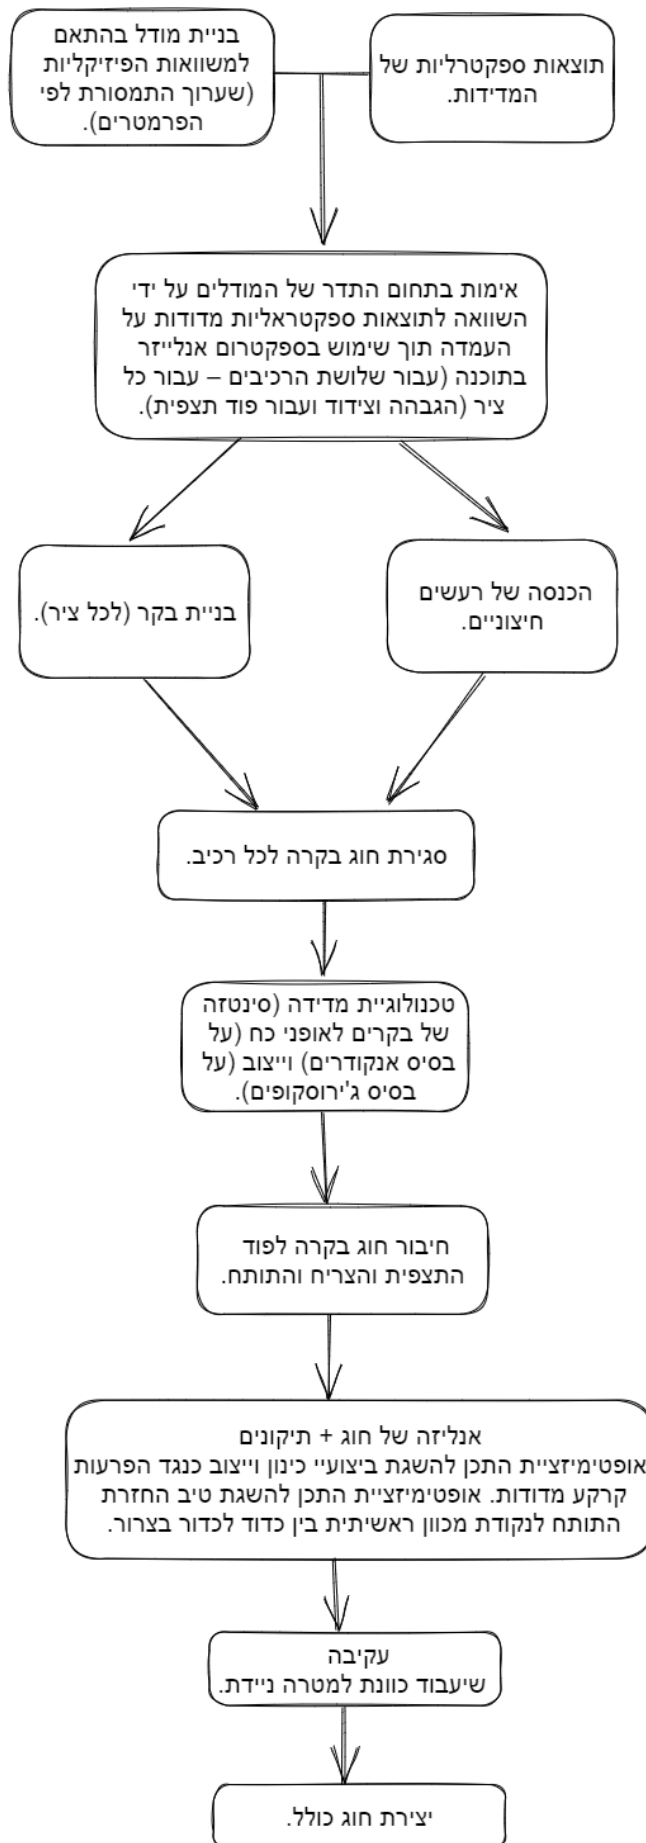 בניית מודל בהתאם
למשוואות הפיזיקליות
(שערוך התמסורת לפי
הפרמטרים).
תוצאות ספקטרליות של
המדידות.
אימות בתחום התדר של המודלים על ידי
השוואה לתוצאות ספקטראליות מדודות על
העמדה תוך שימוש בספקטרום אנלייזר
בתוכנה (עבור שלושת הרכיבים – עבור כל
ציר (הגבהה וצידוד ועבור פוד תצפית).
בניית בקר (לכל ציר).
הכנסה של רעשים
חיצוניים.
סגירת חוג בקרה לכל רכיב.
טכנולוגיית מדידה (סינטזה
של בקרים לאופני כח (על
בסיס אנקודרים) וייצוב (על
בסיס ג'ירוסקופים).
חיבור חוג בקרה לפוד
התצפית והצריח והתותח.
אנליזה של חוג + תיקונים
אופטימיזציית התכן להשגת ביצועיי כינון וייצוב כנגד הפרעות
קרקע מדודות. אופטימיזציית התכן להשגת טיב החזרת
התותח לנקודת מכוון ראשיתית בין כדוד לכדור בצרור.
עקיבה
שיעבוד כוונת למטרה ניידת.
יצירת חוג כולל.